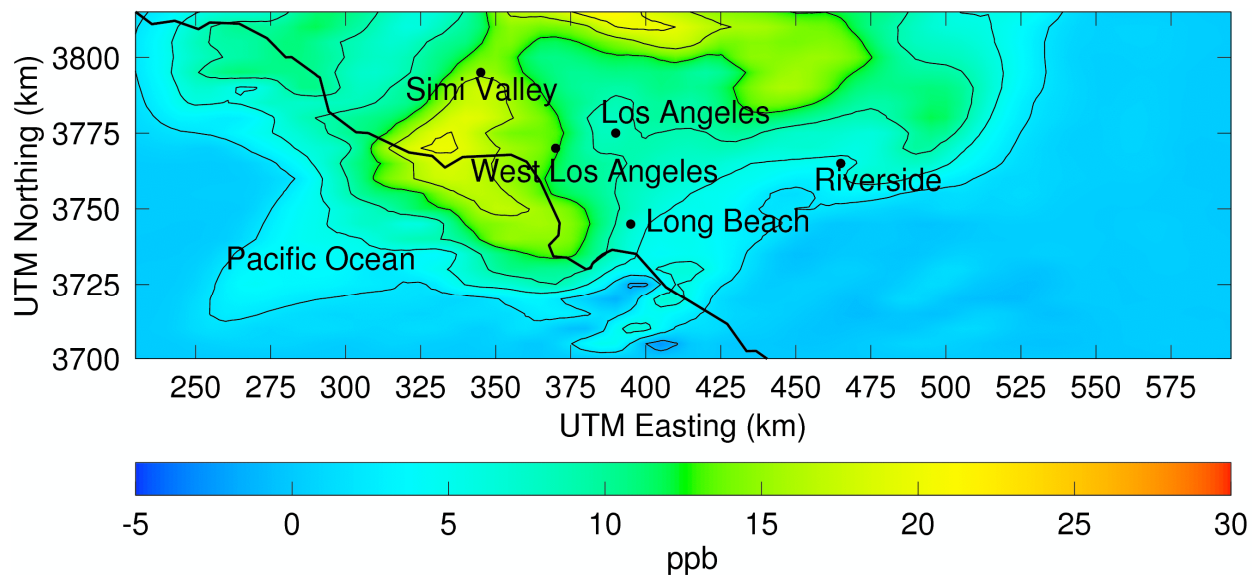 3800
3775
3750
3725
3700
UTM Northing (km)
Simi Valley
Los Angeles
West Los Angeles
Riverside
Long Beach
Pacific Ocean
250 275 300 325 350 375 400 425 450 475 500 525 550 575
UTM Easting (km)
-5 0 5 10 15 20 25 30
ppb